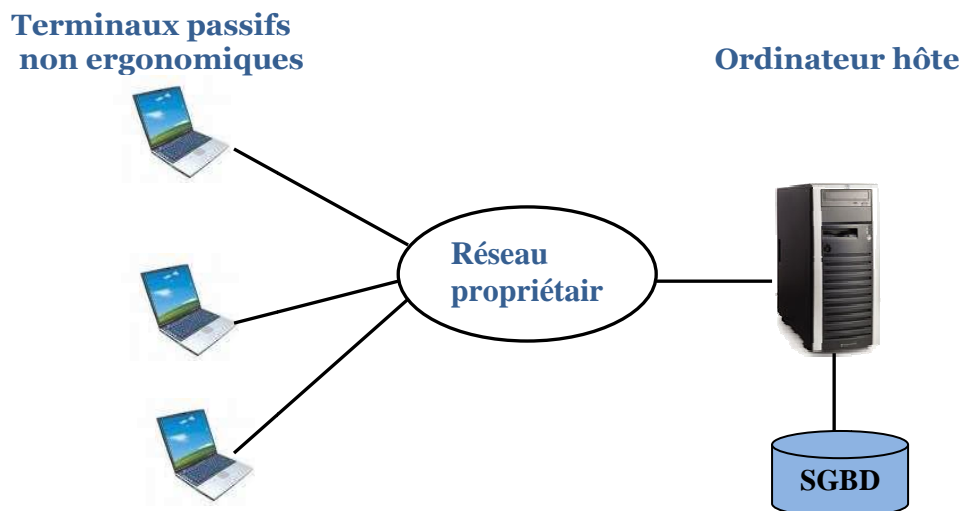 Terminaux passifs
non ergonomiques
Ordinateur hôte
Réseau
propriétair
SGBD